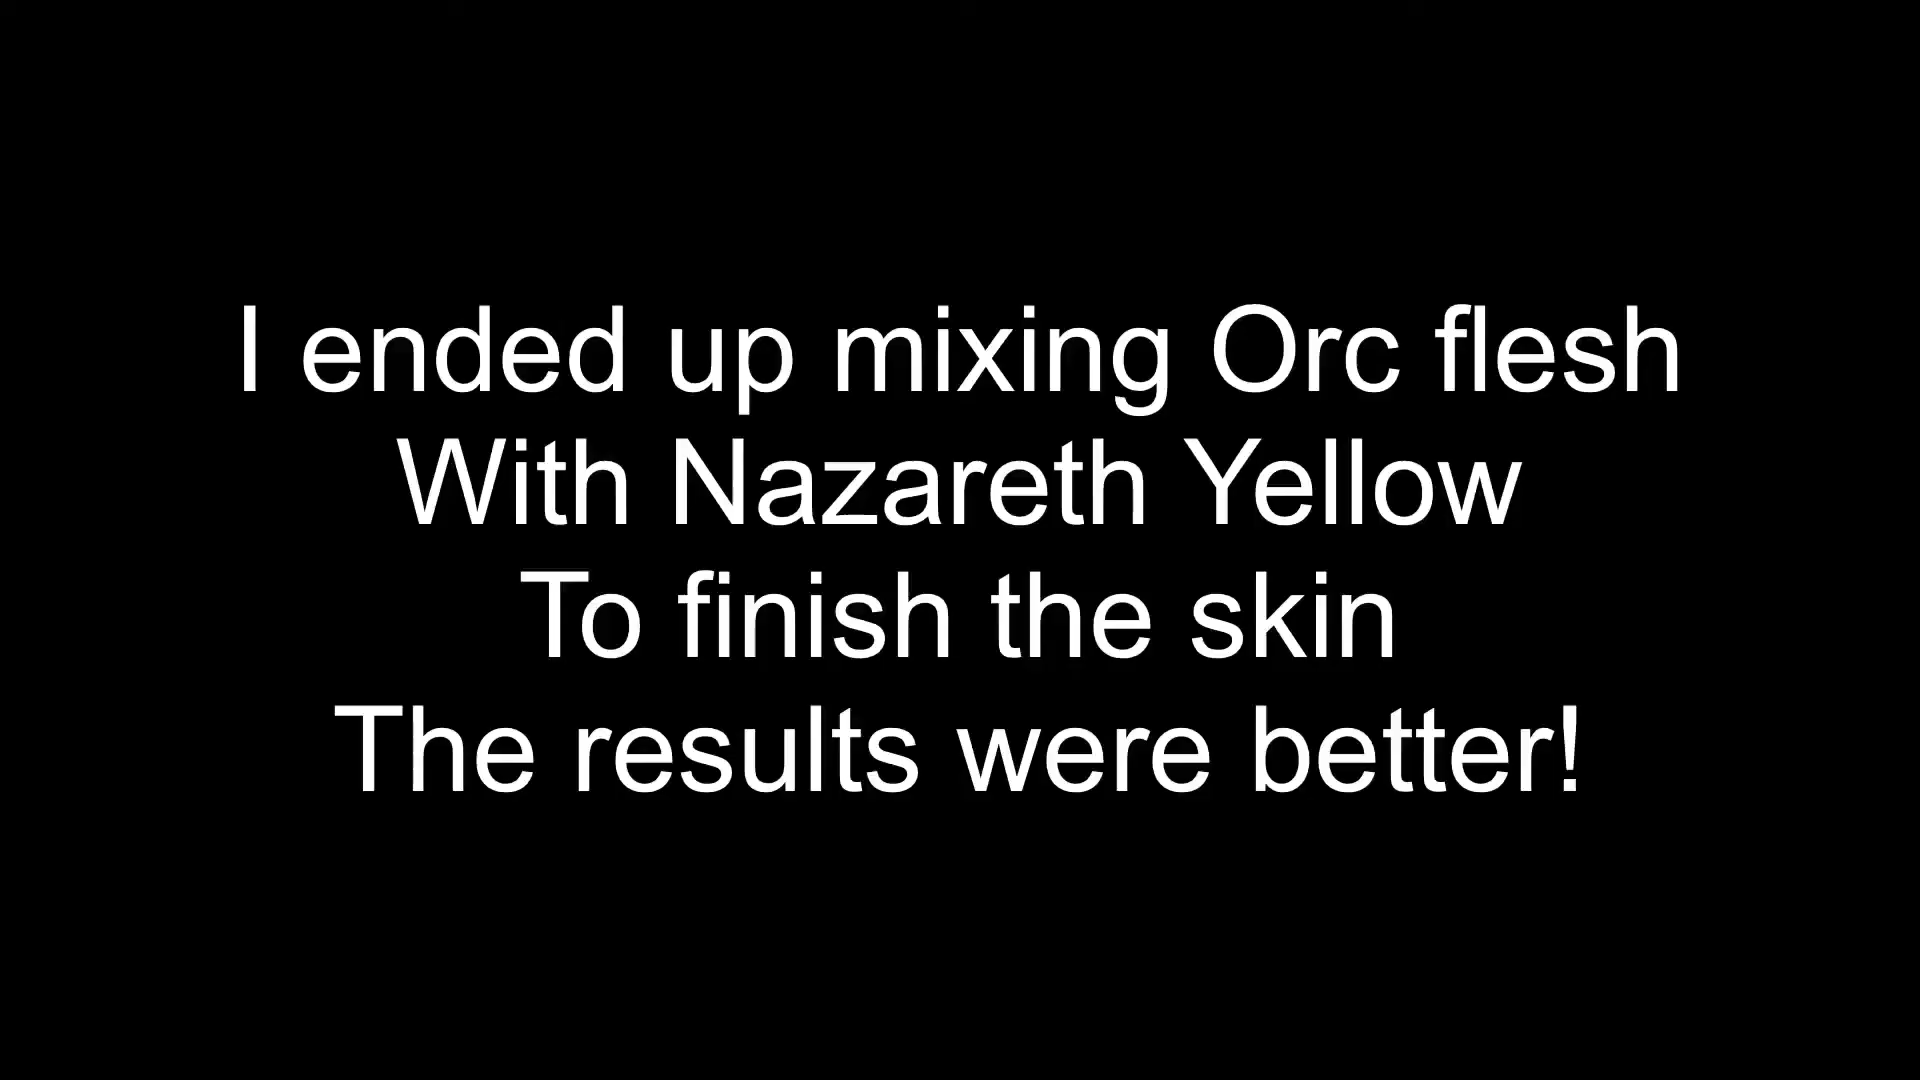 I ended up mixing Orc flesh
With Nazareth Yellow
To finish the skin
The results were better!